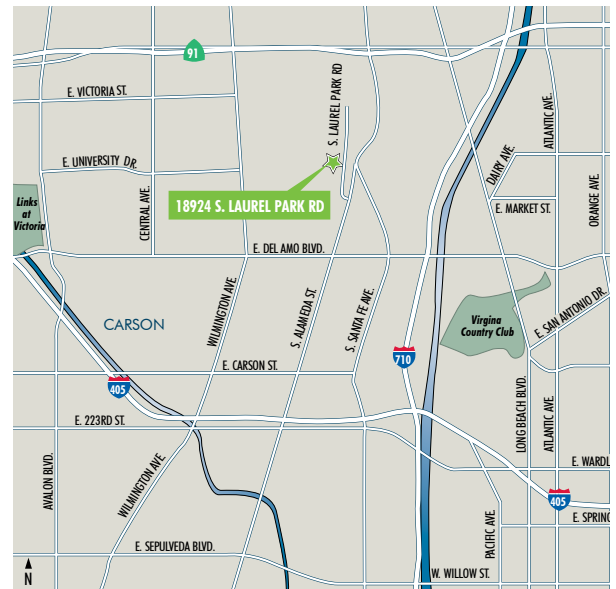 91
E. VICTORIA ST.
S. LAUREL PARK RD
E. UNIVERSITY DR.
DAIRY AVE.
ATLANTIC AVE.
ORANGE AVE.
Links
at
Victoria
CENTRAL AVE.
18924 S. LAUREL PARK RD
E. MARKET ST.
E. DEL AMO BLVD.
WILMINGTON AVE.
S. ALAMEDA ST.
S. SANTA FE AVE.
CARSON
Virgina
Country Club
E. SAN ANTONIO DR.
710
E. CARSON ST.
405
E. 223RD ST.
LONG BEACH BLVD.
ATLANTIC AVE.
AVALON BLVD.
WILMINGTON AVE.
E. WARDL
405
E. SPRING
PACIFIC AVE.
E. SEPULVEDA BLVD.
W. WILLOW ST.
N